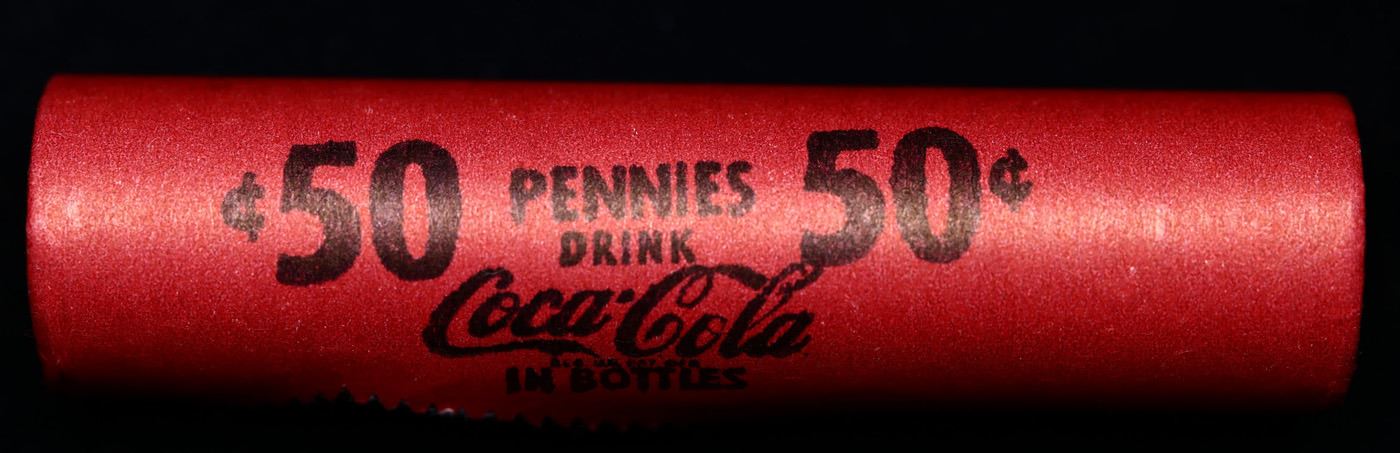 ¢50 PENNIES 50¢
DRINK
Coca-Cola
IN BOTTLES